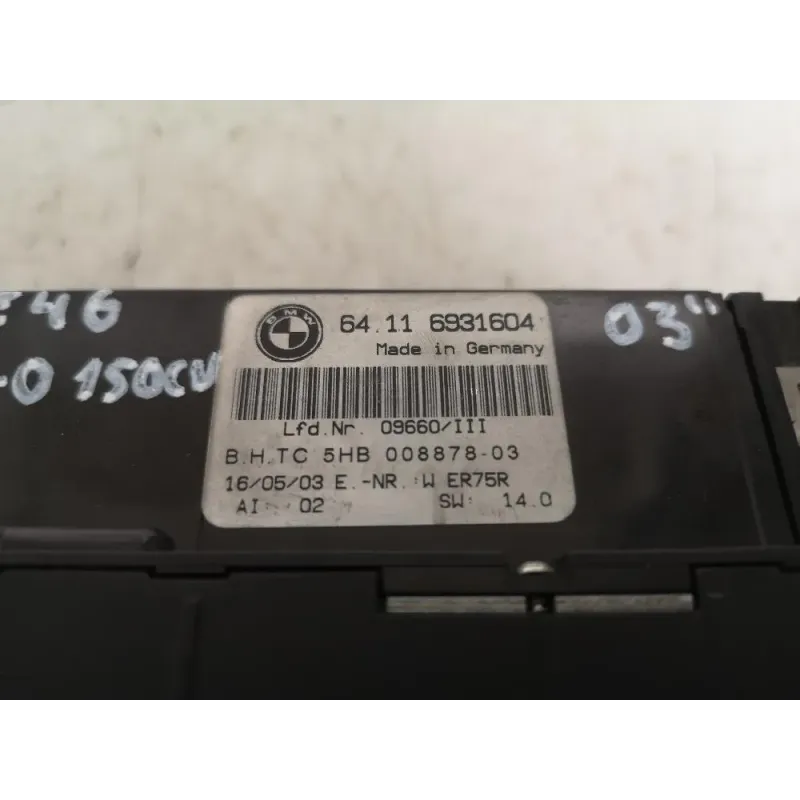 E46
-0 150CV
03"
BMW
64.11 6931604
Made in Germany
Lfd.Nr. 09660/III
B.H.TC 5HB 008878-03
16/05/03 E.-NR.:W ER75R
AI: 02 SW: 14.0